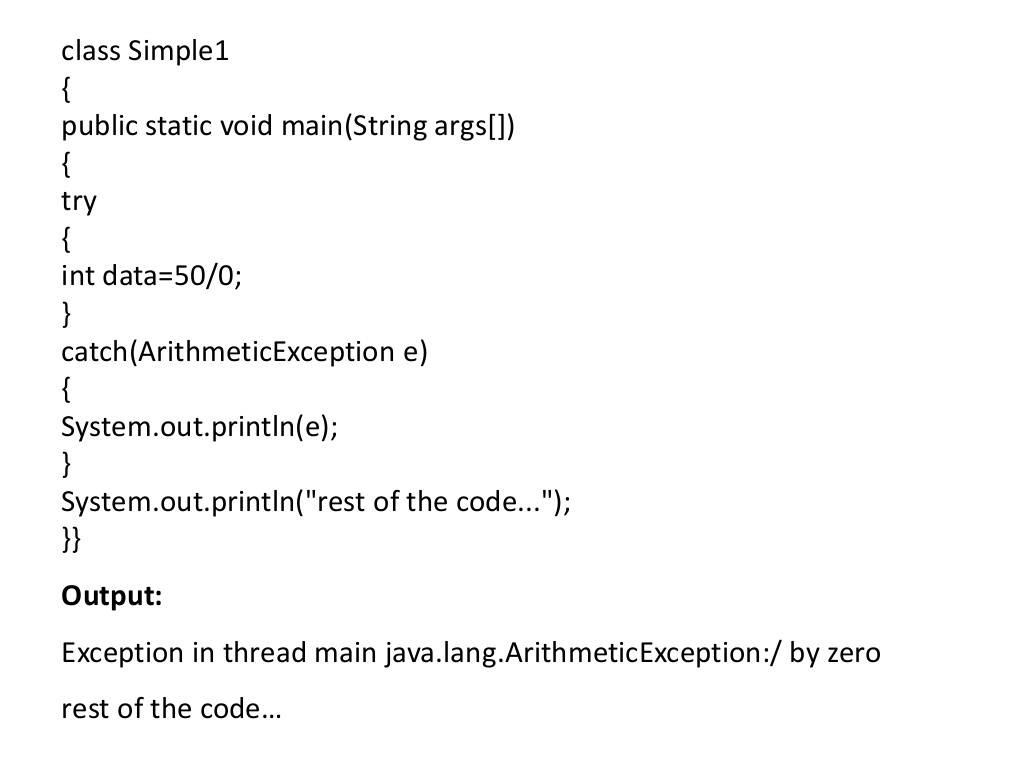 class Simple1
{
public static void main(String args[])
{
try
{
int data=50/0;
}
catch(ArithmeticException e)
{
System.out.println(e);
}
System.out.println("rest of the code...");
}}
Output:
Exception in thread main java.lang.ArithmeticException:/ by zero
rest of the code…